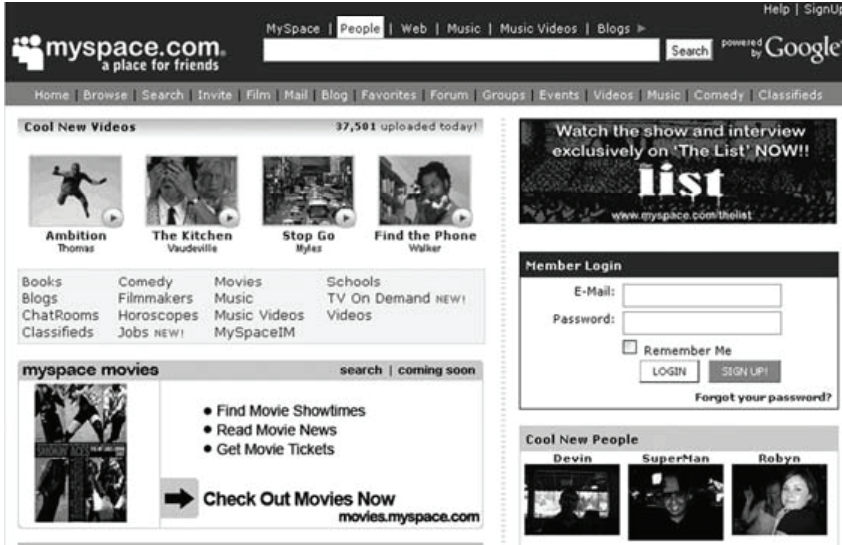 Help | SignUp
MySpace | People | Web | Music | Music Videos | Blogs
myspace.com
a place for friends
Search
powered by Google
Home | Browse | Search | Invite | Film | Mail | Blog | Favorites | Forum | Groups | Events | Videos | Music | Comedy | Classifieds
Cool New Videos 37,501 uploaded today!
Ambition The Kitchen Stop Go Find the Phone
Thomas Vaudeville Myles Walker
Books Comedy Movies Schools
Blogs Filmmakers Music TV On Demand NEW!
ChatRooms Horoscopes Music Videos Videos
Classifieds Jobs NEW! MySpaceIM
myspace movies search | coming soon
SMOKIN' ACES
• Find Movie Showtimes
• Read Movie News
• Get Movie Tickets
Check Out Movies Now
movies.myspace.com
Watch the show and interview
exclusively on 'The List' NOW!!
list
www.myspace.com/thelist
Member Login
E-Mail:
Password:
Remember Me
LOGIN SIGN UP!
Forgot your password?
Cool New People
Devin SuperMan Robyn